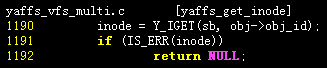 yaffs_vfs_multi.c [yaffs_get_inode]
1190 inode = Y_IGET(sb, obj->obj_id);
1191 if (IS_ERR(inode))
1192 return NULL;